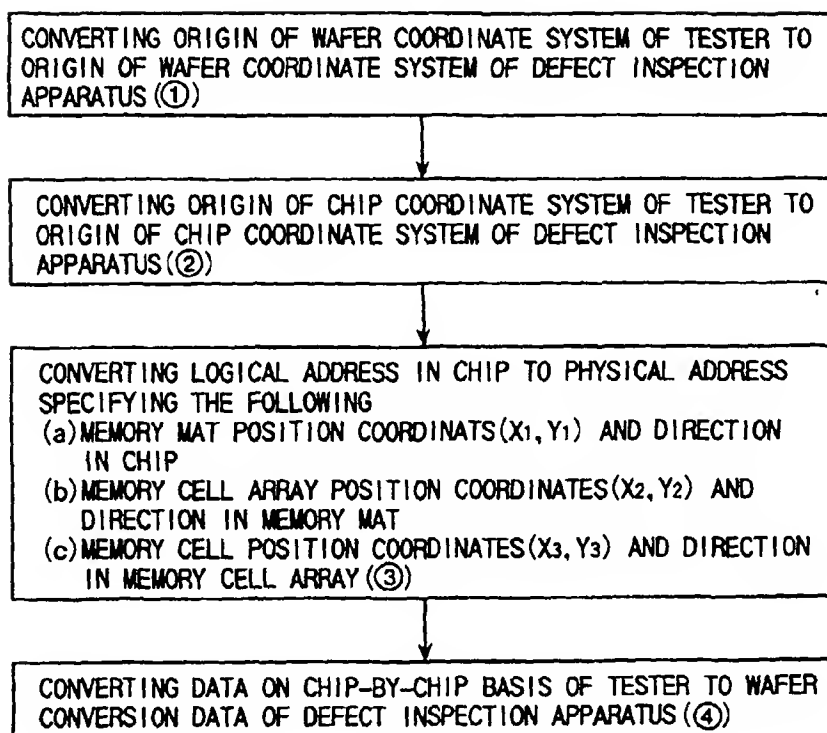 CONVERTING ORIGIN OF WAFER COORDINATE SYSTEM OF TESTER TO
ORIGIN OF WAFER COORDINATE SYSTEM OF DEFECT INSPECTION
APPARATUS(①)
CONVERTING ORIGIN OF CHIP COORDINATE SYSTEM OF TESTER TO
ORIGIN OF CHIP COORDINATE SYSTEM OF DEFECT INSPECTION
APPARATUS(②)
CONVERTING LOGICAL ADDRESS IN CHIP TO PHYSICAL ADDRESS
SPECIFYING THE FOLLOWING
(a)MEMORY MAT POSITION COORDINATS(X1,Y1) AND DIRECTION
IN CHIP
(b)MEMORY CELL ARRAY POSITION COORDINATES(X2,Y2) AND
DIRECTION IN MEMORY MAT
(c)MEMORY CELL POSITION COORDINATES(X3,Y3) AND DIRECTION
IN MEMORY CELL ARRAY(③)
CONVERTING DATA ON CHIP-BY-CHIP BASIS OF TESTER TO WAFER
CONVERSION DATA OF DEFECT INSPECTION APPARATUS(④)